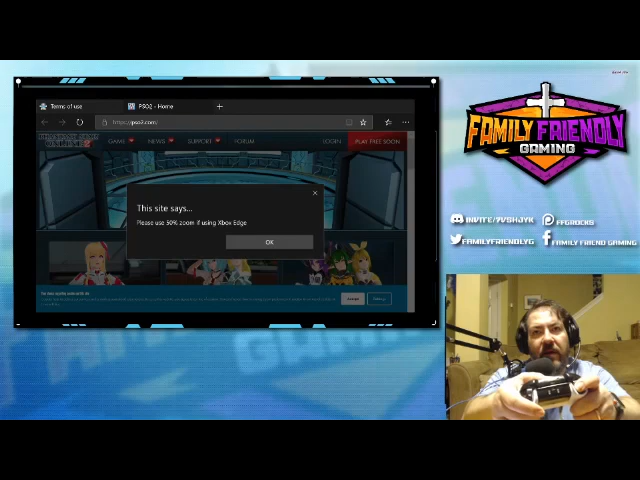 Terms of use
PSO2 - Home
https://pso2.com/
ONLINE 2
GAME
NEWS
SUPPORT
FORUM
LOGIN
PLAY FREE SOON
This site says...
Please use 50% zoom if using Xbox Edge
OK
FAMILY FRIENDLY
GAMING
INVITE/7VSHJYK
FFGROCKS
FAMILYFRIENDLYG
FAMILY FRIEND GAMING